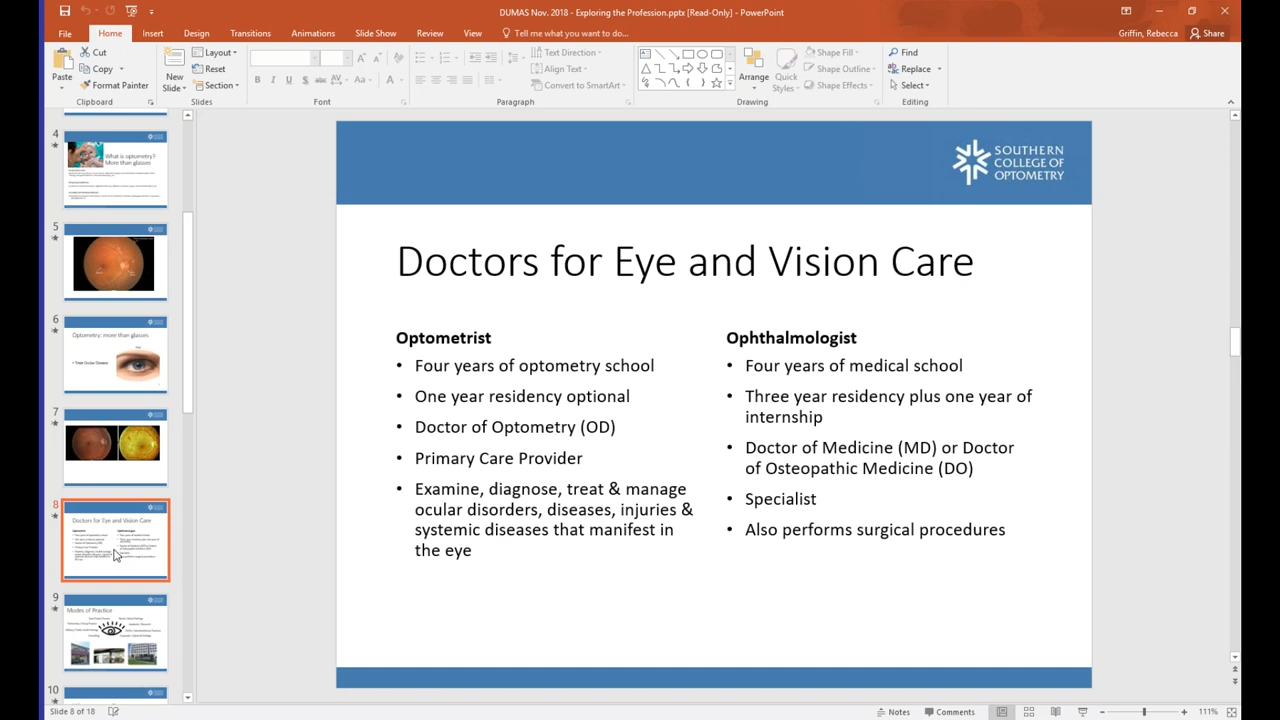 DUMAS Nov. 2018 - Exploring the Profession.pptx [Read-Only] - PowerPoint
File Home Insert Design Transitions Animations Slide Show Review View Tell me what you want to do... Griffin, Rebecca Share
Paste
Cut
Copy
Format Painter
Clipboard
New Slide
Layout
Reset
Section
Slides
Font
Text Direction
Align Text
Convert to SmartArt
Paragraph
Arrange
Quick Styles
Shape Fill
Shape Outline
Shape Effects
Drawing
Find
Replace
Select
Editing
4
What is optometry?
More than glasses
5
6
Optometry: more than glasses
• Treat Ocular Disease
7
8
Doctors for Eye and Vision Care
9
Modes of Practice
10
SOUTHERN
COLLEGE OF
OPTOMETRY
Doctors for Eye and Vision Care
Optometrist
• Four years of optometry school
• One year residency optional
• Doctor of Optometry (OD)
• Primary Care Provider
• Examine, diagnose, treat & manage
ocular disorders, diseases, injuries &
systemic diseases that manifest in
the eye
Ophthalmologist
• Four years of medical school
• Three year residency plus one year of
internship
• Doctor of Medicine (MD) or Doctor
of Osteopathic Medicine (DO)
• Specialist
• Also performs surgical procedures
Slide 8 of 18 Notes Comments 111%